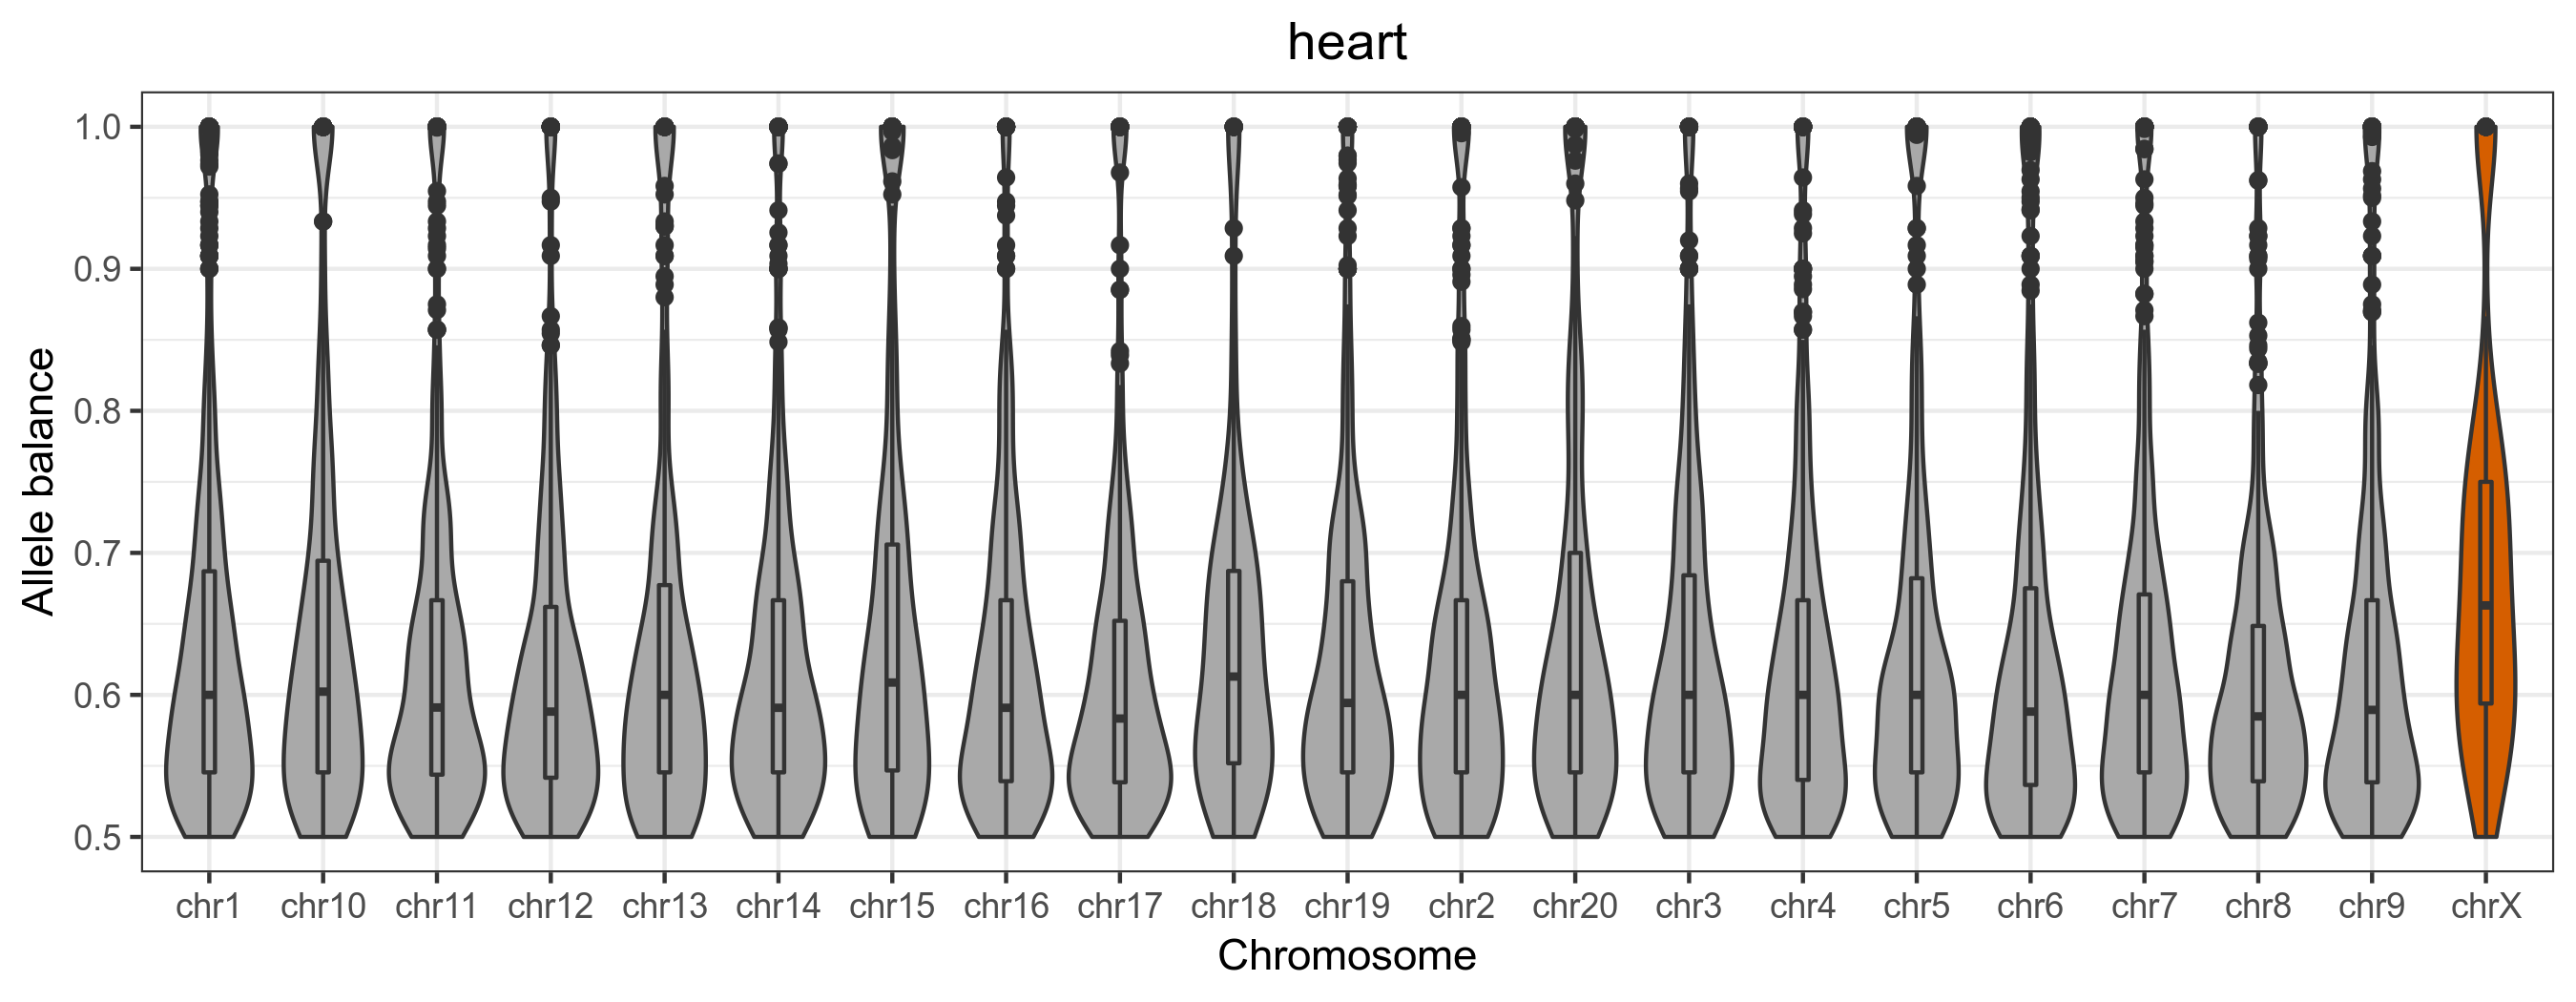 heart
Allele balance
1.0
0.9
0.8
0.7
0.6
0.5
chr1 chr10 chr11 chr12 chr13 chr14 chr15 chr16 chr17 chr18 chr19 chr2 chr20 chr3 chr4 chr5 chr6 chr7 chr8 chr9 chrX
Chromosome